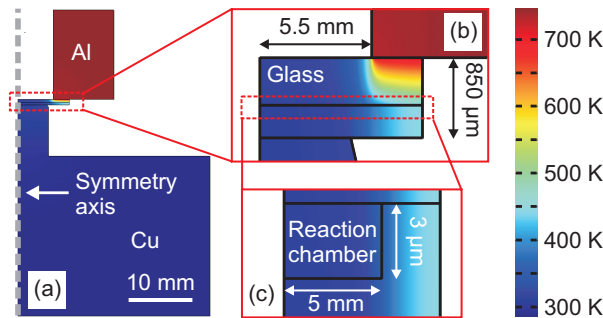 Al
Symmetry
axis
Cu
10 mm
(a)
5.5 mm
(b)
Glass
850 μm
Reaction
chamber
3 μm
5 mm
(c)
700 K
600 K
500 K
400 K
300 K